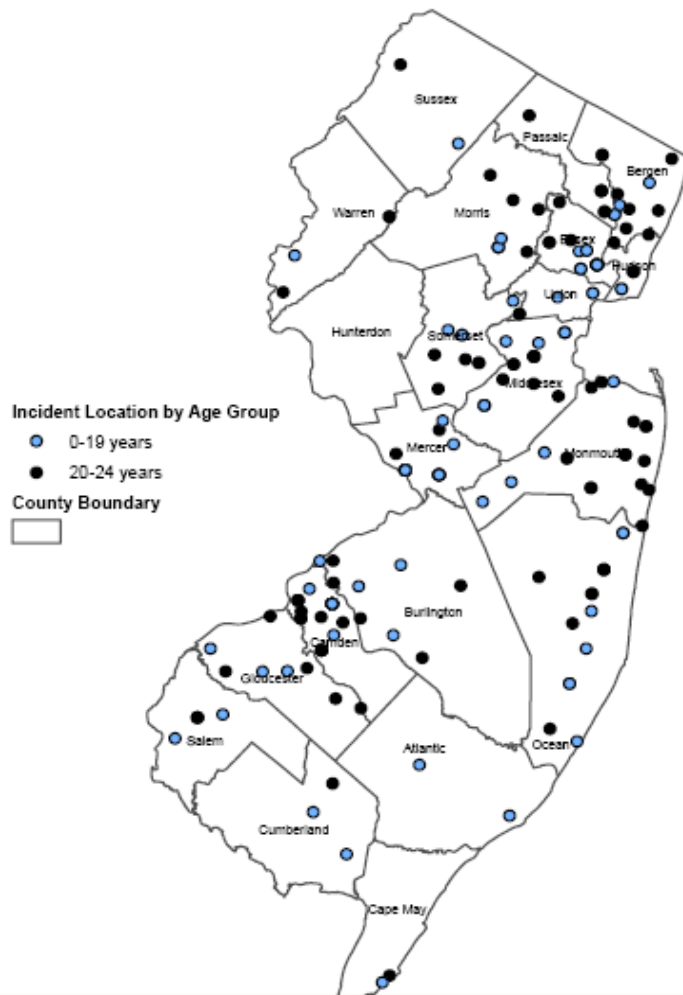 Sussex
Passaic
Bergen
Warren
Morris
Essex
Hudson
Union
Hunterdon
Somerset
Middlesex
Incident Location by Age Group
0-19 years
20-24 years
County Boundary
Mercer
Monmouth
Burlington
Camden
Gloucester
Salem
Ocean
Atlantic
Cumberland
Cape May